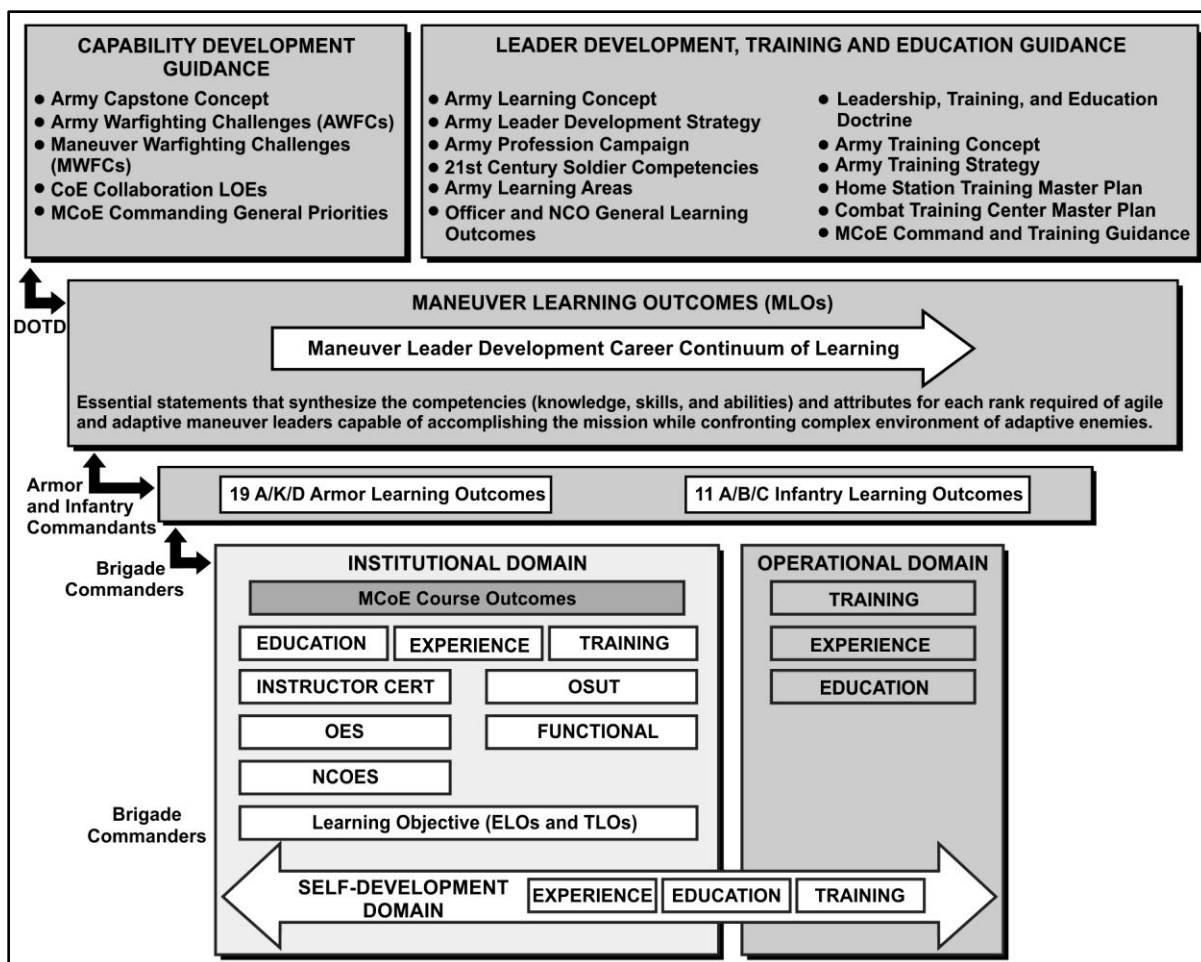 CAPABILITY DEVELOPMENT
GUIDANCE
● Army Capstone Concept
● Army Warfighting Challenges (AWFCs)
● Maneuver Warfighting Challenges
(MWFCs)
● CoE Collaboration LOEs
● MCoE Commanding General Priorities
LEADER DEVELOPMENT, TRAINING AND EDUCATION GUIDANCE
● Army Learning Concept
● Army Leader Development Strategy
● Army Profession Campaign
● 21st Century Soldier Competencies
● Army Learning Areas
● Officer and NCO General Learning
Outcomes
● Leadership, Training, and Education
Doctrine
● Army Training Concept
● Army Training Strategy
● Home Station Training Master Plan
● Combat Training Center Master Plan
● MCoE Command and Training Guidance
DOTD
MANEUVER LEARNING OUTCOMES (MLOs)
Maneuver Leader Development Career Continuum of Learning
Essential statements that synthesize the competencies (knowledge, skills, and abilities) and attributes for each rank required of agile
and adaptive maneuver leaders capable of accomplishing the mission while confronting complex environment of adaptive enemies.
Armor
and Infantry
Commandants
19 A/K/D Armor Learning Outcomes
11 A/B/C Infantry Learning Outcomes
Brigade
Commanders
INSTITUTIONAL DOMAIN
MCoE Course Outcomes
EDUCATION
EXPERIENCE
TRAINING
INSTRUCTOR CERT
OSUT
OES
FUNCTIONAL
NCOES
Learning Objective (ELOs and TLOs)
OPERATIONAL DOMAIN
TRAINING
EXPERIENCE
EDUCATION
Brigade
Commanders
SELF-DEVELOPMENT
DOMAIN
EXPERIENCE
EDUCATION
TRAINING